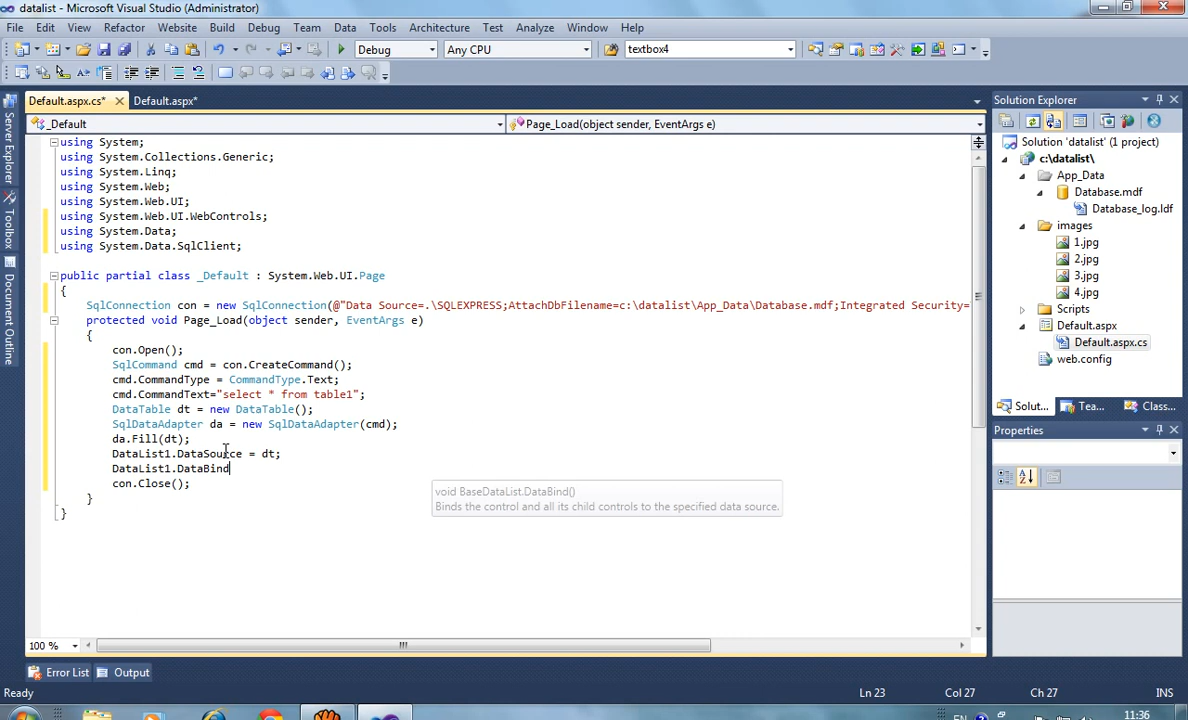 datalist - Microsoft Visual Studio (Administrator)
File Edit View Refactor Website Build Debug Team Data Tools Architecture Test Analyze Window Help
Debug Any CPU textbox4
Default.aspx.cs* Default.aspx*
_Default Page_Load(object sender, EventArgs e)
using System;
using System.Collections.Generic;
using System.Linq;
using System.Web;
using System.Web.UI;
using System.Web.UI.WebControls;
using System.Data;
using System.Data.SqlClient;
public partial class _Default : System.Web.UI.Page
{
SqlConnection con = new SqlConnection(@"Data Source=.\SQLEXPRESS;AttachDbFilename=c:\datalist\App_Data\Database.mdf;Integrated Security=
protected void Page_Load(object sender, EventArgs e)
{
con.Open();
SqlCommand cmd = con.CreateCommand();
cmd.CommandType = CommandType.Text;
cmd.CommandText="select * from table1";
DataTable dt = new DataTable();
SqlDataAdapter da = new SqlDataAdapter(cmd);
da.Fill(dt);
DataList1.DataSource = dt;
DataList1.DataBind
con.Close();
}
}
void BaseDataList.DataBind()
Binds the control and all its child controls to the specified data source.
100 %
Error List Output
Ready Ln 23 Col 27 Ch 27 INS
Server Explorer
Toolbox
Document Outline
Solution Explorer
Solution 'datalist' (1 project)
c:\datalist\
App_Data
Database.mdf
Database_log.ldf
images
1.jpg
2.jpg
3.jpg
4.jpg
Scripts
Default.aspx
Default.aspx.cs
web.config
Solut... Tea... Class...
Properties
EN 11:36